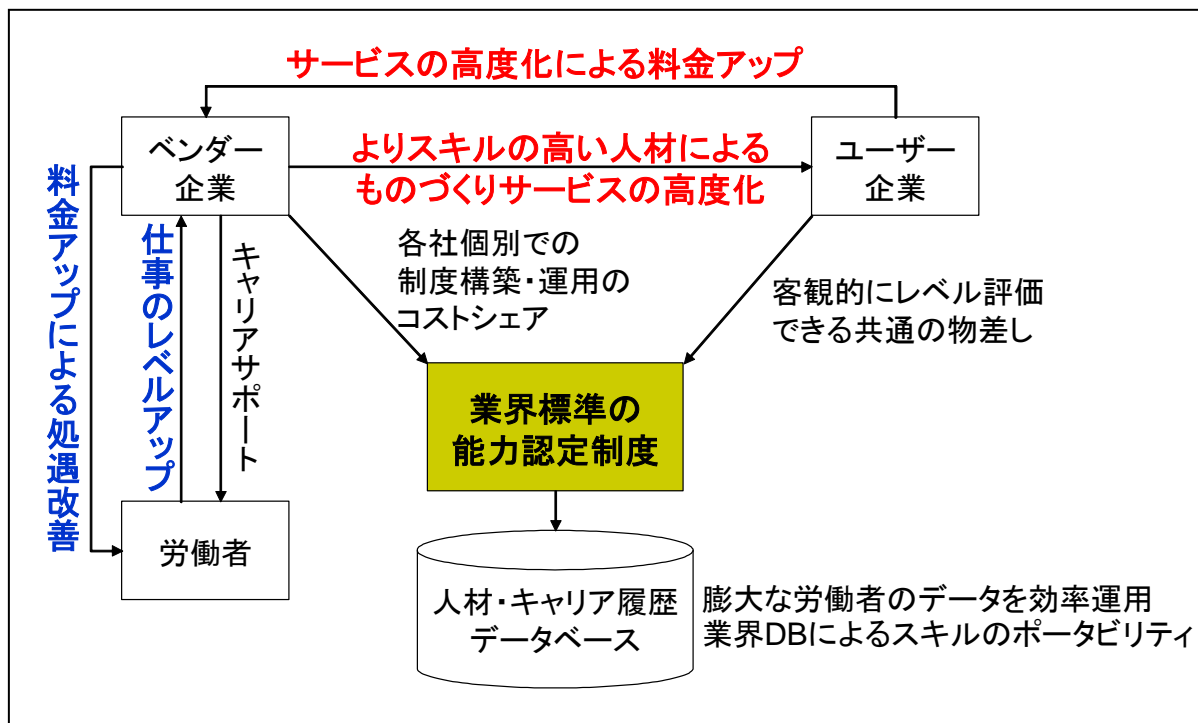 サービスの高度化による料金アップ
ベンダー
企業
よりスキルの高い人材による
ものづくりサービスの高度化
ユーザー
企業
料金アップによる処遇改善
仕事のレベルアップ
キャリアサポート
各社個別での
制度構築・運用の
コストシェア
客観的にレベル評価
できる共通の物差し
業界標準の
能力認定制度
労働者
人材・キャリア履歴
データベース
膨大な労働者のデータを効率運用
業界DBによるスキルのポータビリティ